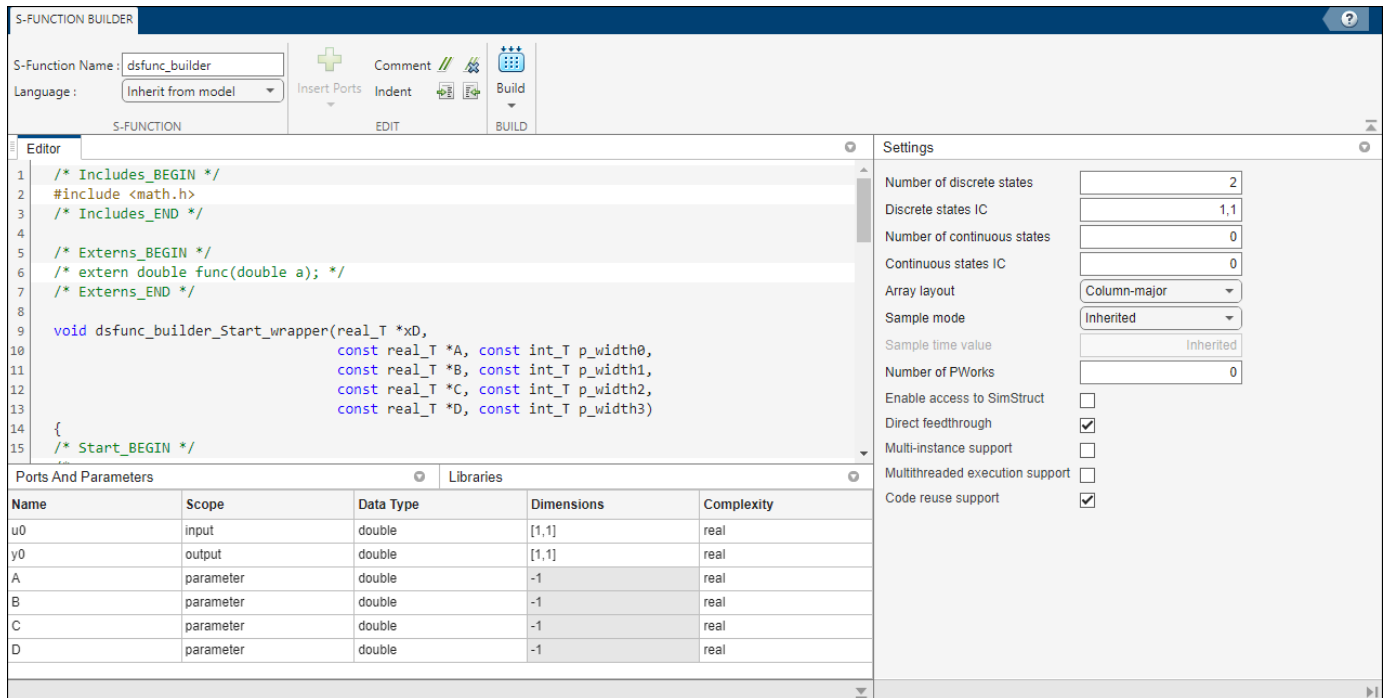 S-FUNCTION BUILDER
?
S-Function Name : dsfunc_builder
Language : Inherit from model
S-FUNCTION
Insert Ports
Comment
Indent
EDIT
Build
BUILD
Editor
1 /* Includes_BEGIN */
2 #include <math.h>
3 /* Includes_END */
4
5 /* Externs_BEGIN */
6 /* extern double func(double a); */
7 /* Externs_END */
8
9 void dsfunc_builder_Start_wrapper(real_T *xD,
10 const real_T *A, const int_T p_width0,
11 const real_T *B, const int_T p_width1,
12 const real_T *C, const int_T p_width2,
13 const real_T *D, const int_T p_width3)
14 {
15 /* Start_BEGIN */
Ports And Parameters
Libraries
Name Scope Data Type Dimensions Complexity
u0 input double [1,1] real
y0 output double [1,1] real
A parameter double -1 real
B parameter double -1 real
C parameter double -1 real
D parameter double -1 real
Settings
Number of discrete states 2
Discrete states IC 1,1
Number of continuous states 0
Continuous states IC 0
Array layout Column-major
Sample mode Inherited
Sample time value Inherited
Number of PWorks 0
Enable access to SimStruct
Direct feedthrough
Multi-instance support
Multithreaded execution support
Code reuse support